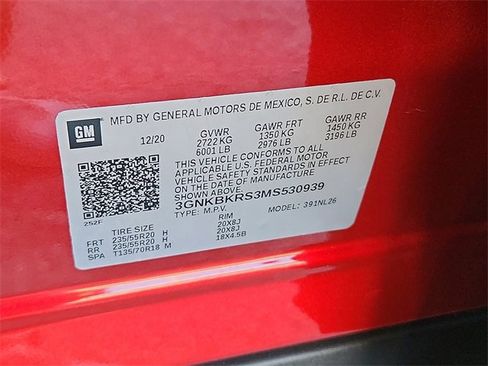 GM
MFD BY GENERAL MOTORS DE MEXICO, S. DE R.L. DE C.V.
12/20 GVWR GAWR FRT GAWR RR
2722 KG 1350 KG 1450 KG
6001 LB 2976 LB 3196 LB
THIS VEHICLE CONFORMS TO ALL
APPLICABLE U.S. FEDERAL MOTOR
VEHICLE SAFETY STANDARDS IN EFFECT ON
THE DATE OF MANUFACTURE SHOWN ABOVE.
3GNKBKRS3MS530939
TYPE: M.P.V. MODEL: 391NL26
252F
TIRE SIZE RIM
FRT 235/55R20 H 20X8J
RR 235/55R20 H 20X8J
SPA T135/70R18 M 18X4.5B